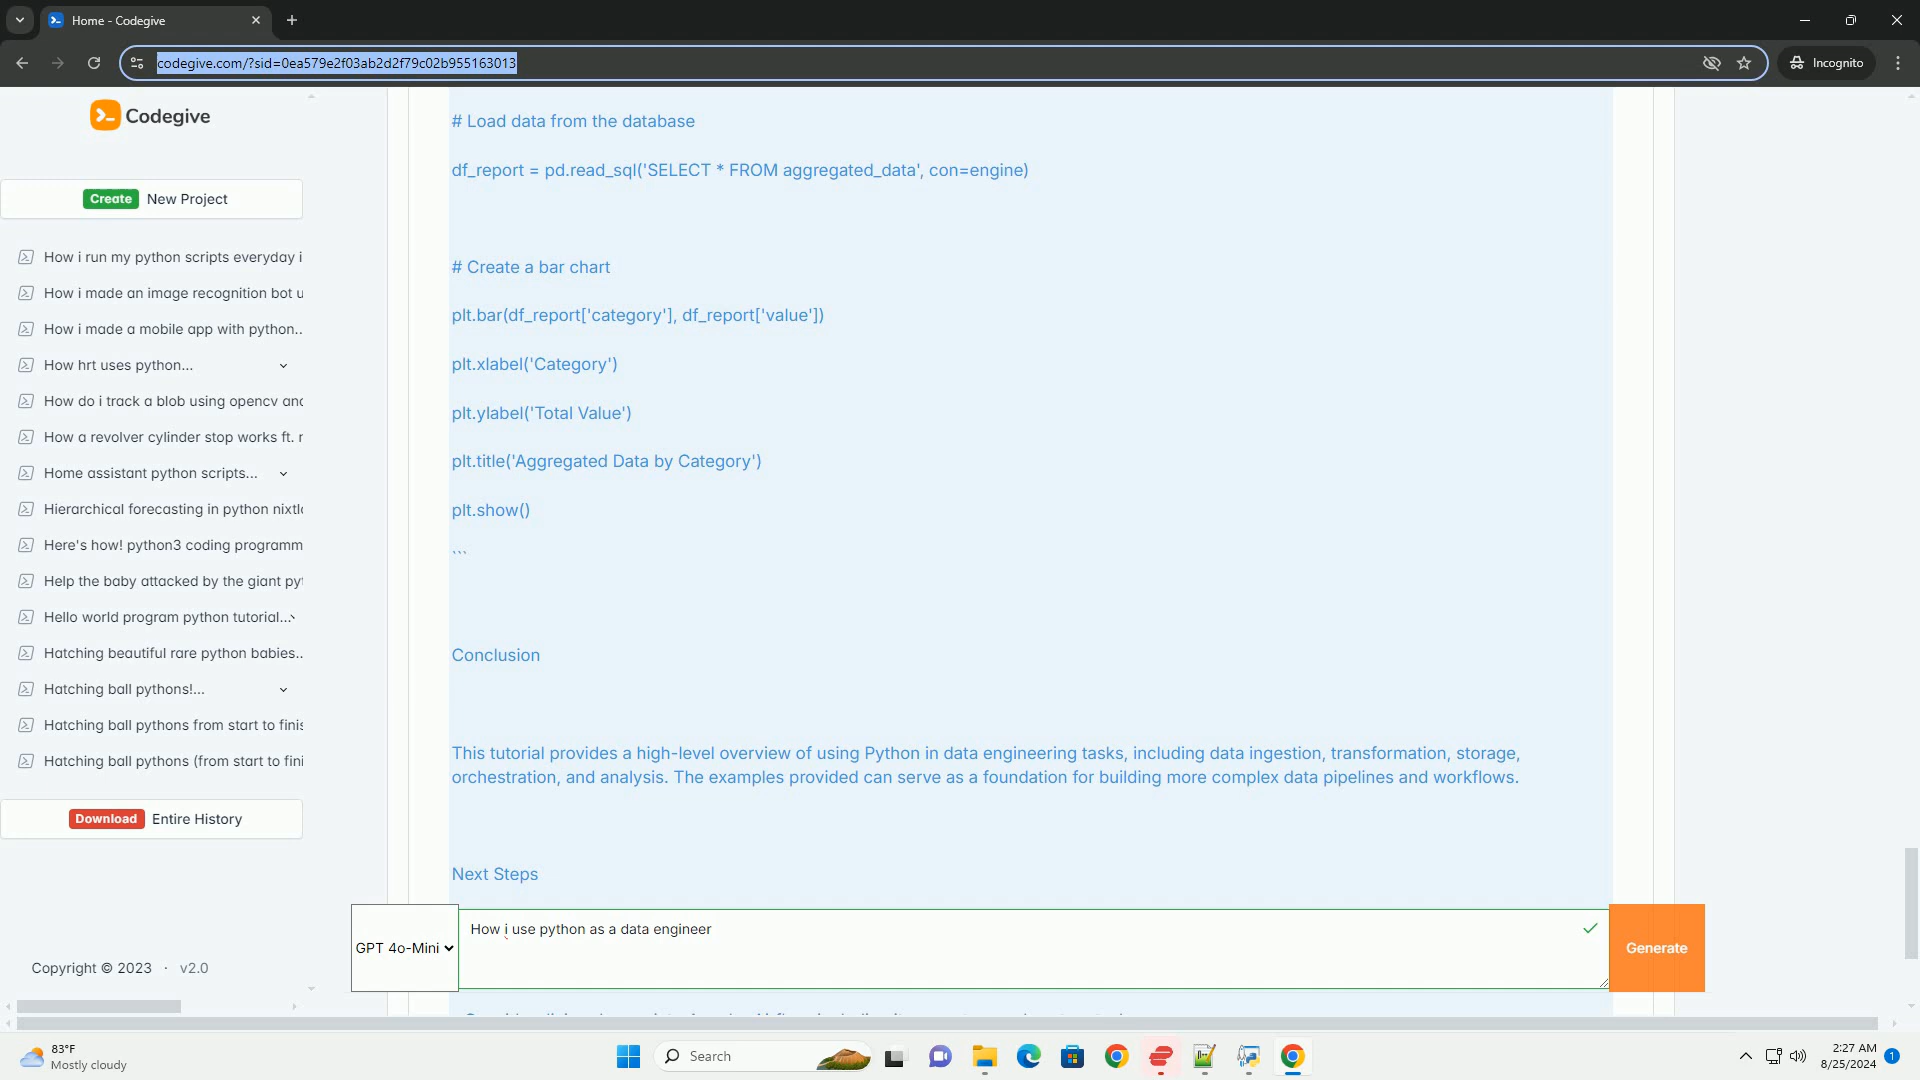 Home - Codegive
codegive.com/?sid=0ea579e2f03ab2d2f79c02b955163013
Incognito
Codegive
Create New Project
How i run my python scripts everyday i
How i made an image recognition bot u
How i made a mobile app with python...
How hrt uses python...
How do i track a blob using opencv and
How a revolver cylinder stop works ft. r
Home assistant python scripts...
Hierarchical forecasting in python nixtl
Here's how! python3 coding programm
Help the baby attacked by the giant pyt
Hello world program python tutorial...
Hatching beautiful rare python babies...
Hatching ball pythons!...
Hatching ball pythons from start to finis
Hatching ball pythons (from start to fini
Download Entire History
Copyright © 2023 · v2.0
# Load data from the database
df_report = pd.read_sql('SELECT * FROM aggregated_data', con=engine)
# Create a bar chart
plt.bar(df_report['category'], df_report['value'])
plt.xlabel('Category')
plt.ylabel('Total Value')
plt.title('Aggregated Data by Category')
plt.show()
```
Conclusion
This tutorial provides a high-level overview of using Python in data engineering tasks, including data ingestion, transformation, storage,
orchestration, and analysis. The examples provided can serve as a foundation for building more complex data pipelines and workflows.
Next Steps
GPT 4o-Mini
How i use python as a data engineer
Generate
83°F
Mostly cloudy
Search
2:27 AM
8/25/2024
1